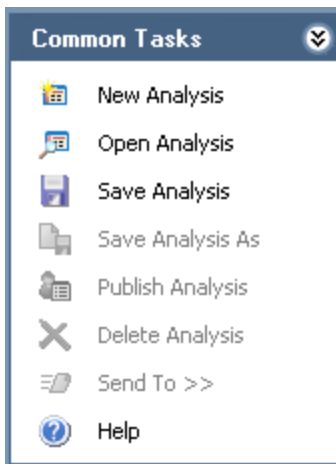 Common Tasks
New Analysis
Open Analysis
Save Analysis
Save Analysis As
Publish Analysis
Delete Analysis
Send To >>
Help